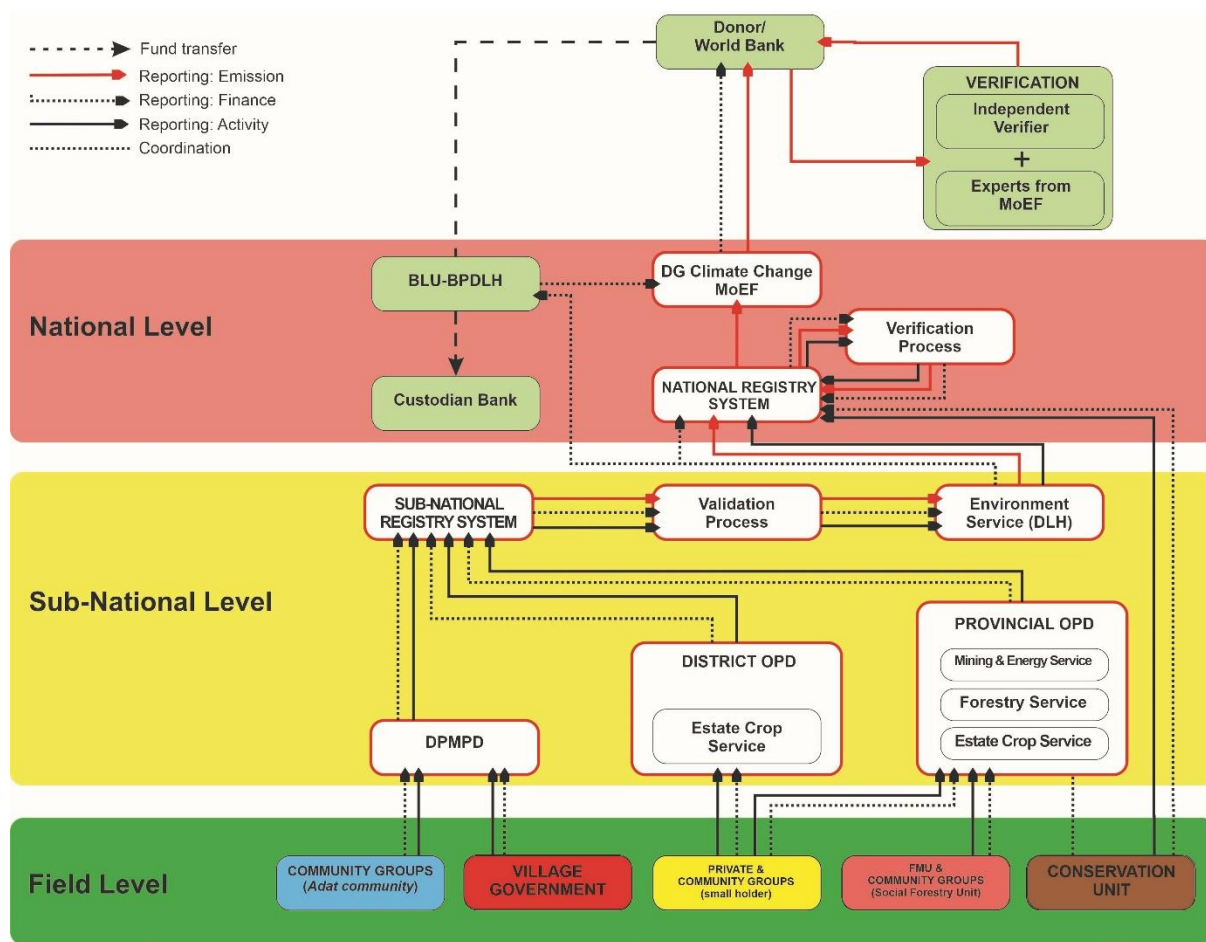 Fund transfer
Reporting: Emission
Reporting: Finance
Reporting: Activity
Coordination
Donor/
World Bank
VERIFICATION
Independent
Verifier
+
Experts from
MoEF
National Level
BLU-BPDLH
DG Climate Change
MoEF
Verification
Process
Custodian Bank
NATIONAL REGISTRY
SYSTEM
Sub-National Level
SUB-NATIONAL
REGISTRY SYSTEM
Validation
Process
Environment
Service (DLH)
PROVINCIAL OPD
Mining & Energy Service
Forestry Service
Estate Crop Service
DISTRICT OPD
Estate Crop
Service
DPMPD
Field Level
COMMUNITY GROUPS
(Adat community)
VILLAGE
GOVERNMENT
PRIVATE &
COMMUNITY GROUPS
(small holder)
FMU &
COMMUNITY GROUPS
(Social Forestry Unit)
CONSERVATION
UNIT